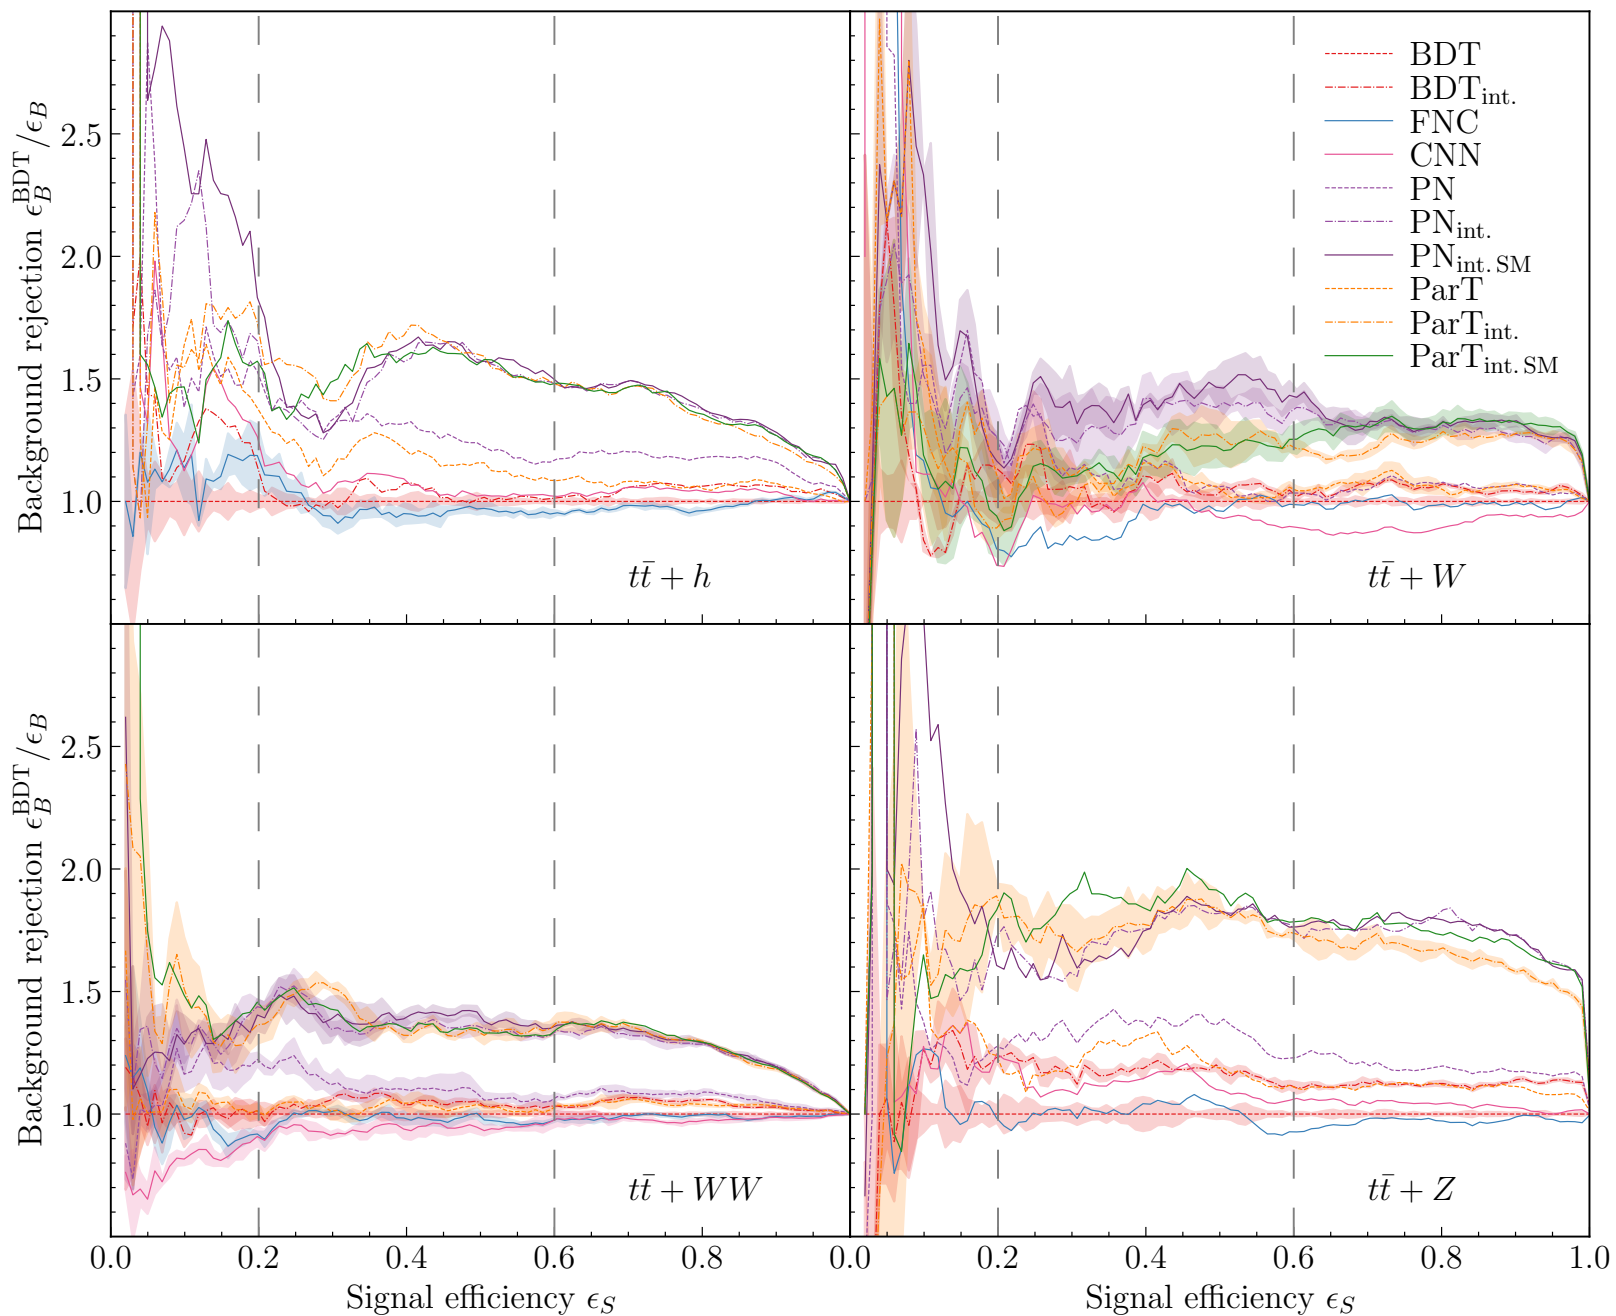 Background rejection ϵ_B^BDT/ϵ_B
2.5
2.0
1.5
1.0
tt̄ + h
BDT
BDT_int.
FNC
CNN
PN
PN_int.
PN_int. SM
ParT
ParT_int.
ParT_int. SM
tt̄ + W
Background rejection ϵ_B^BDT/ϵ_B
2.5
2.0
1.5
1.0
tt̄ + WW
tt̄ + Z
0.0 0.2 0.4 0.6 0.8 0.0 0.2 0.4 0.6 0.8 1.0
Signal efficiency ϵ_S Signal efficiency ϵ_S